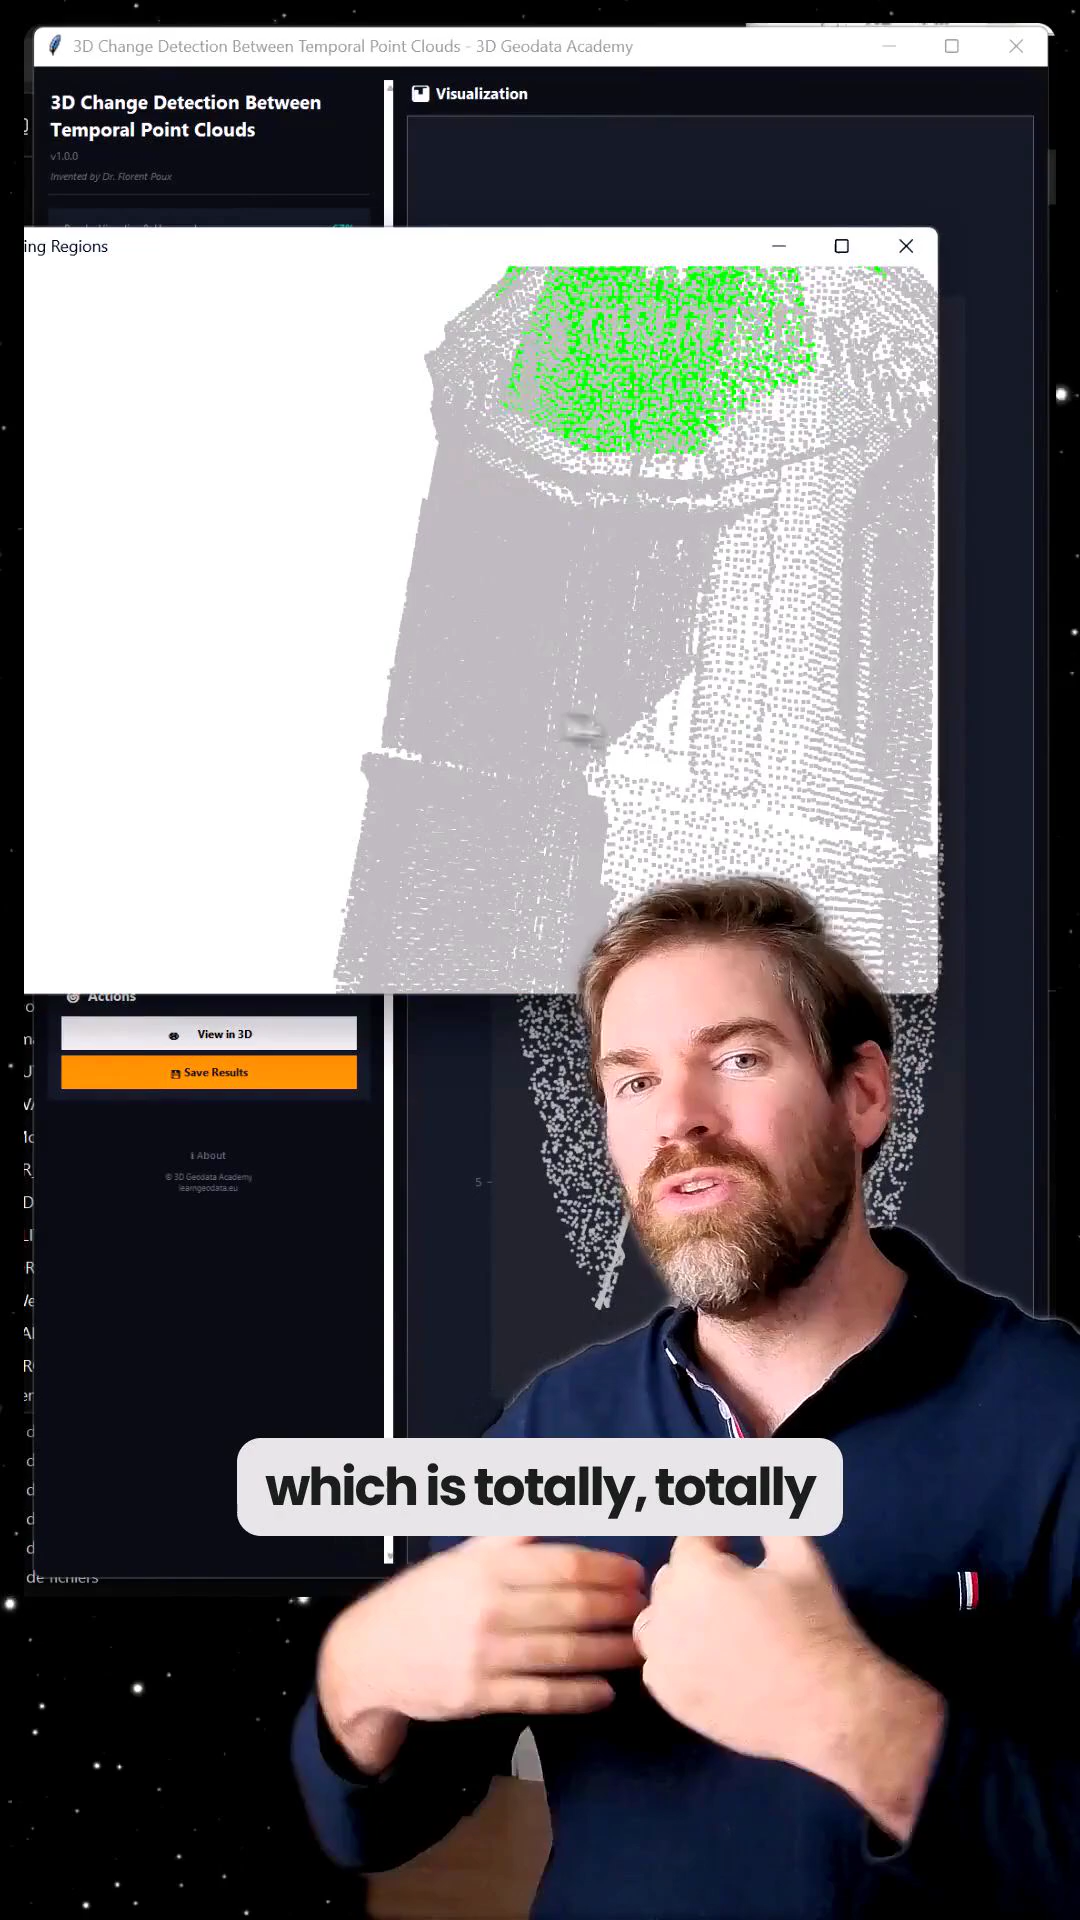 3D Change Detection Between Temporal Point Clouds - 3D Geodata Academy
3D Change Detection Between
Temporal Point Clouds
v1.0.0
Invented by Dr. Florent Poux
Visualization
ing Regions
Actions
View in 3D
Save Results
ℹ About
© 3D Geodata Academy
learngeodata.eu
5
which is totally, totally
de fichiers